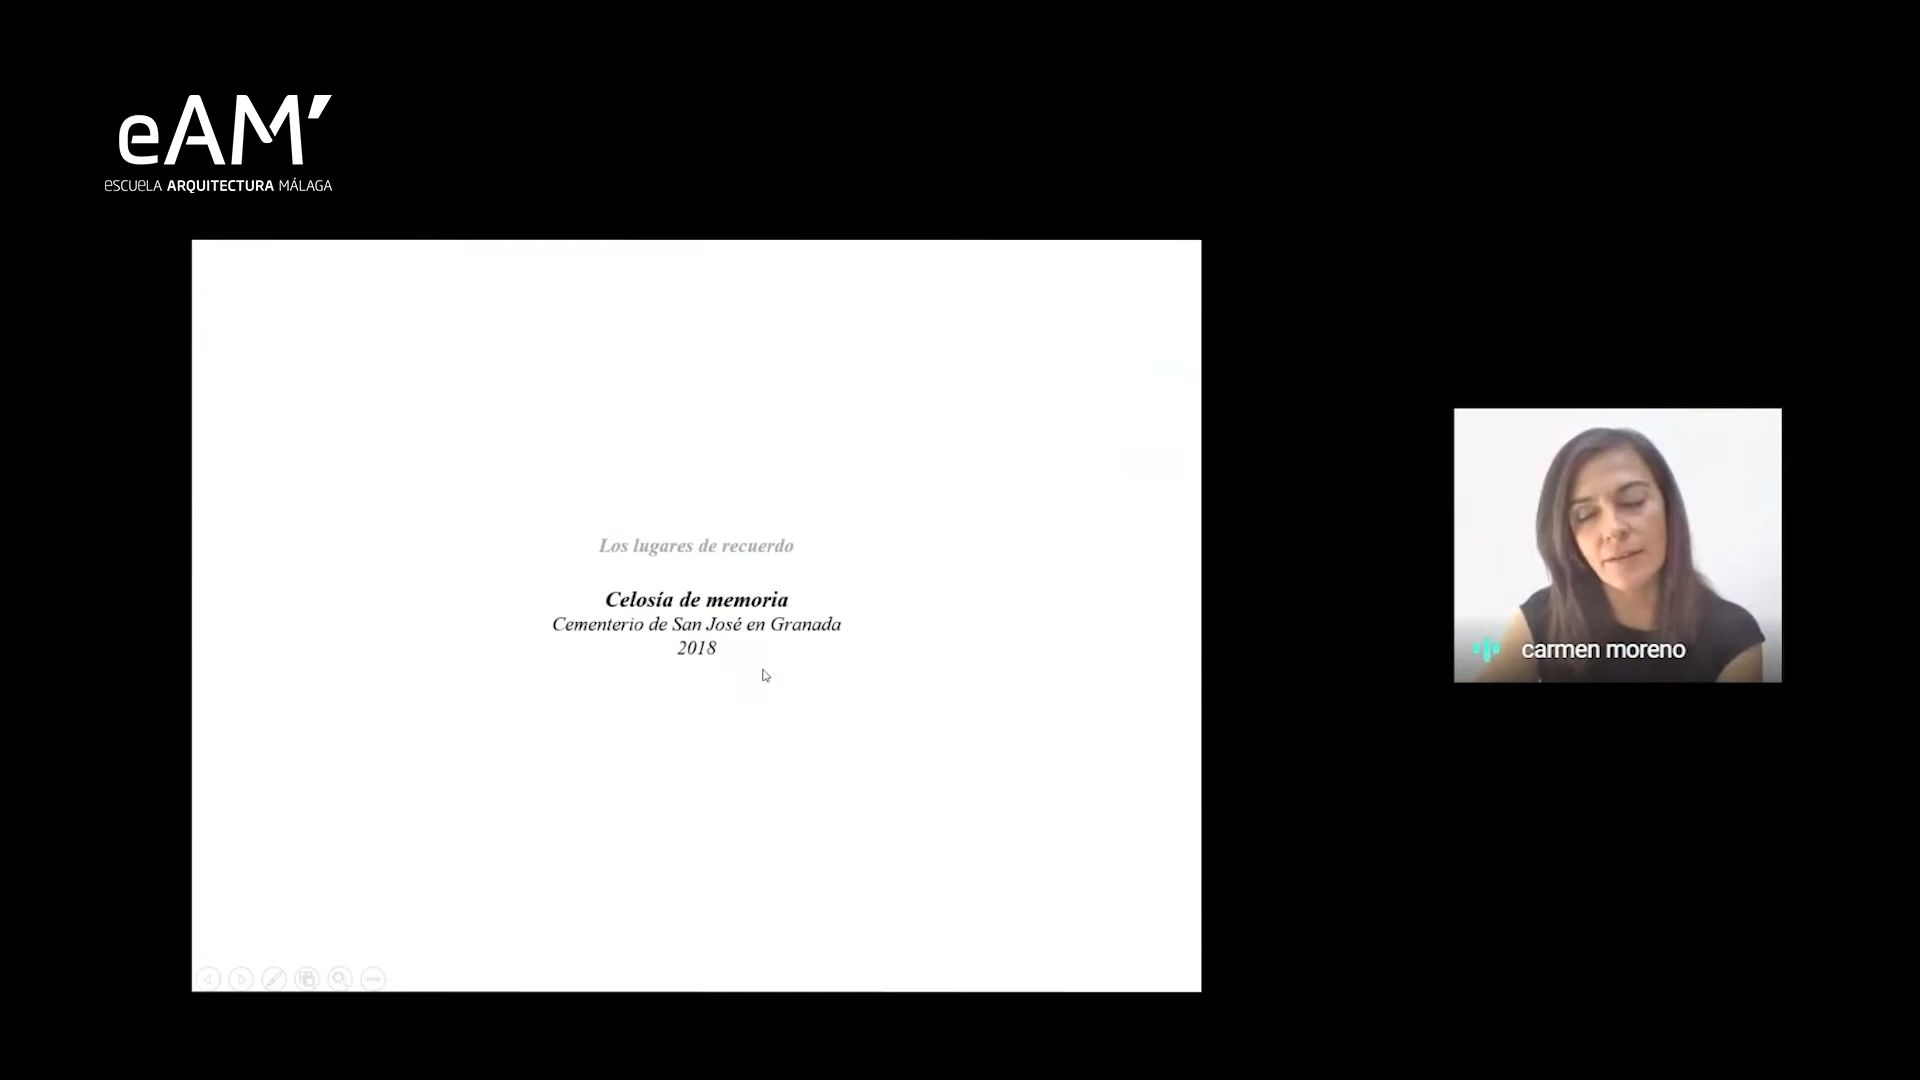 eAM'
ESCUELA ARQUITECTURA MÁLAGA
Los lugares de recuerdo
Celosía de memoria
Cementerio de San José en Granada
2018
carmen moreno